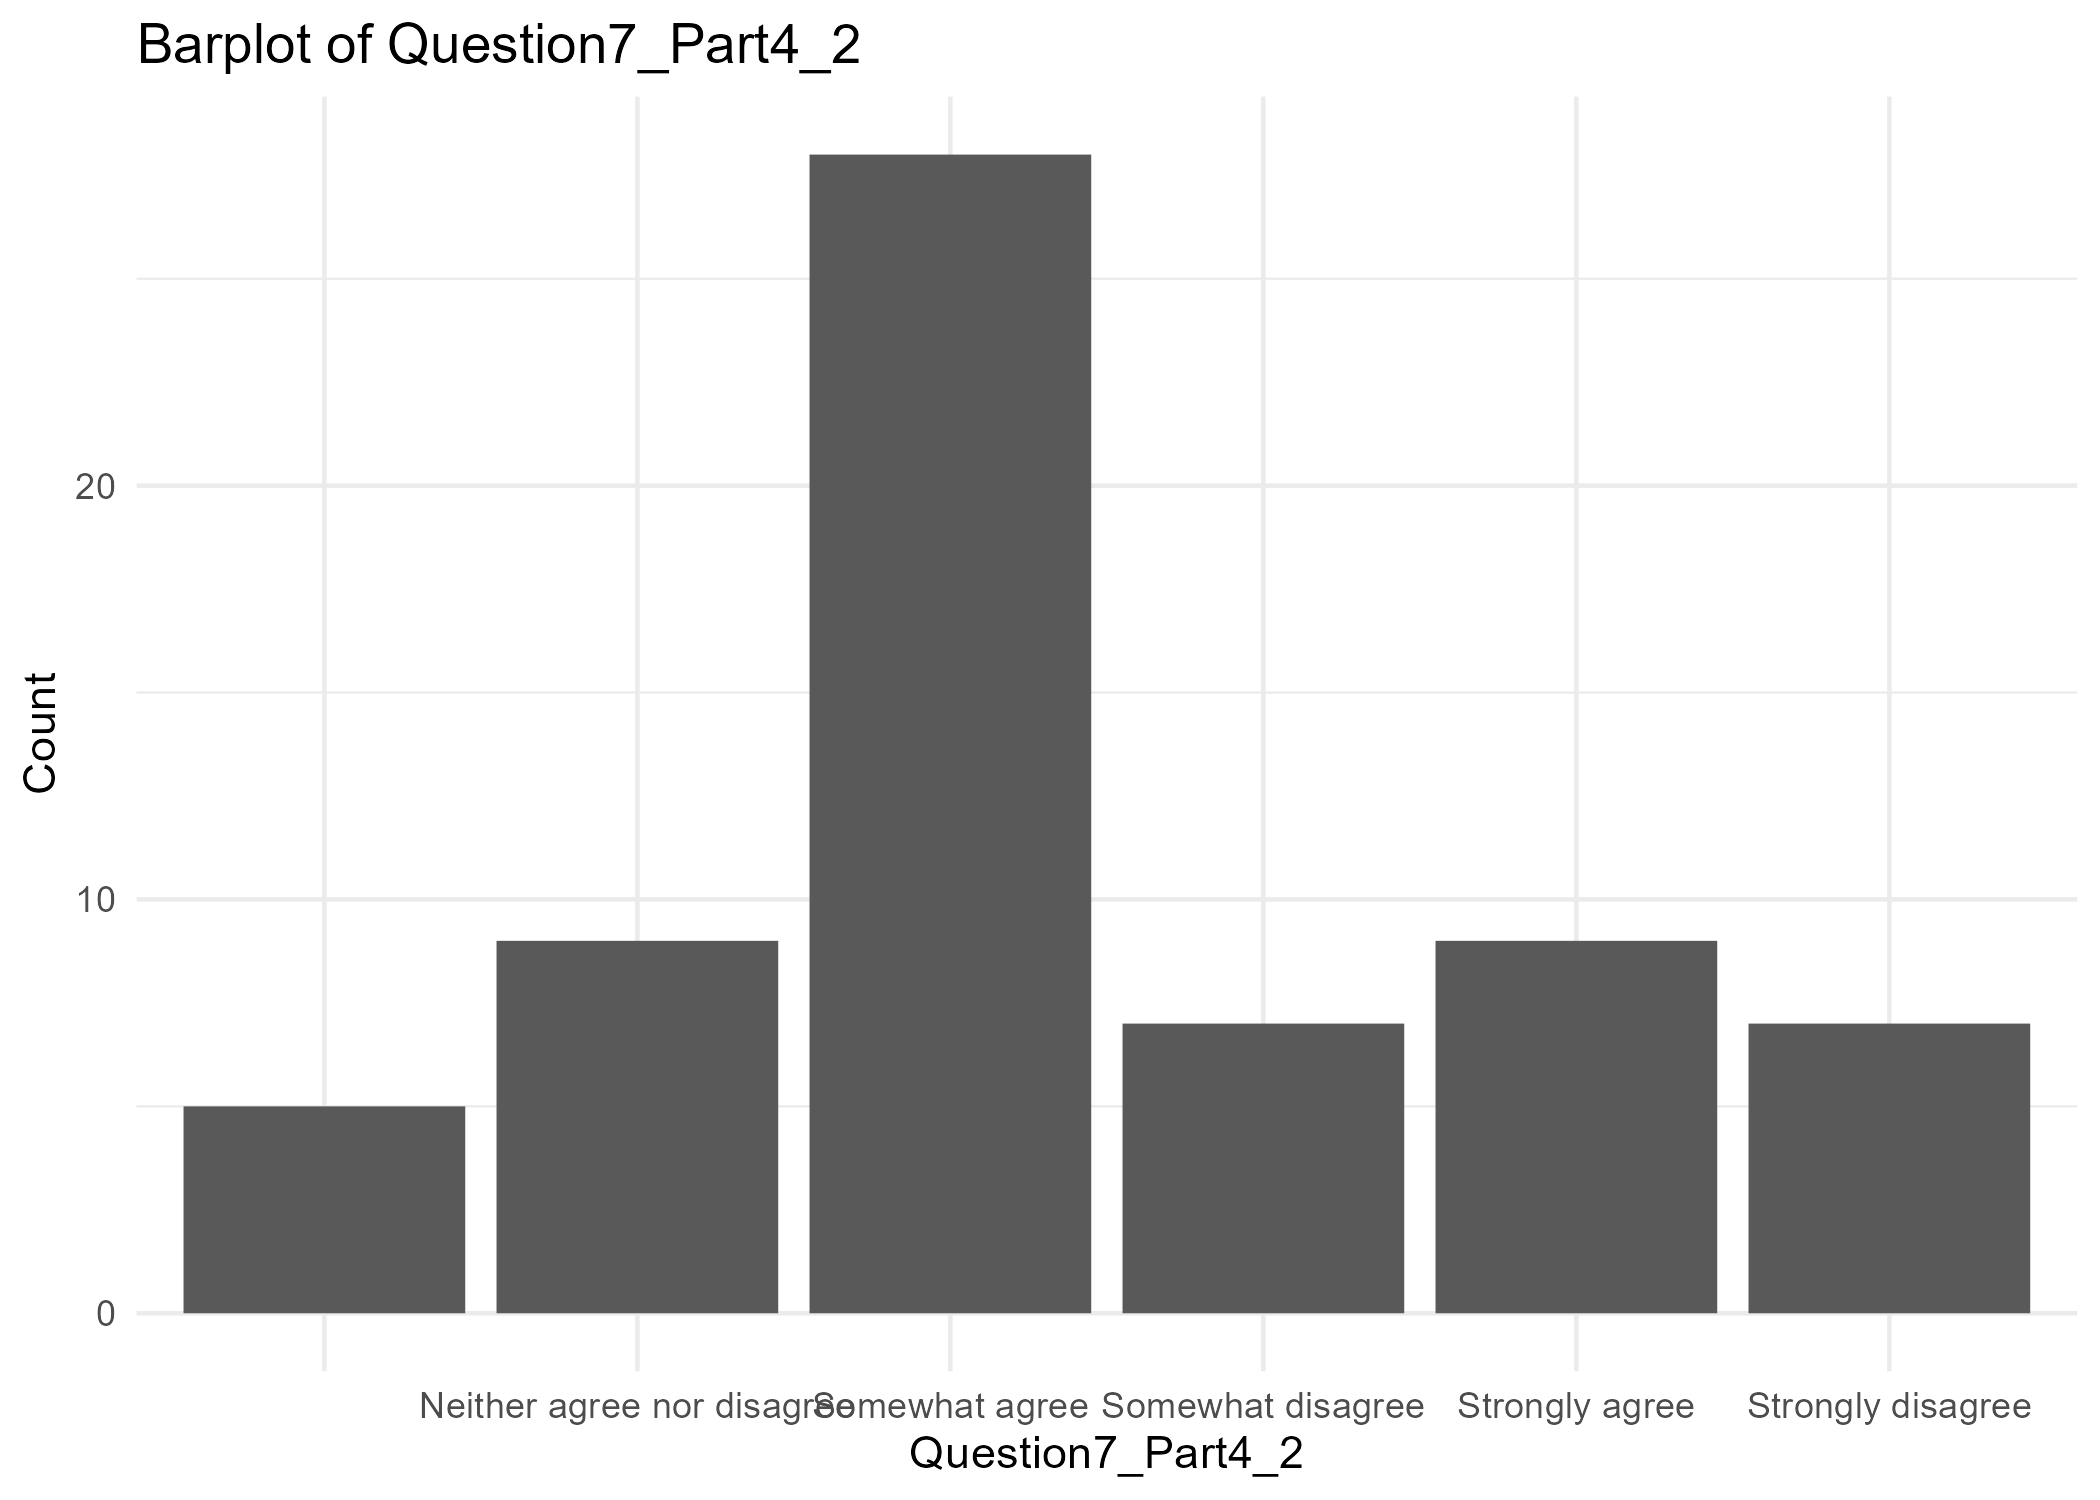 Barplot of Question7_Part4_2
Count
20
10
0
Neither agree nor disagree Somewhat agree Somewhat disagree Strongly agree Strongly disagree
Question7_Part4_2